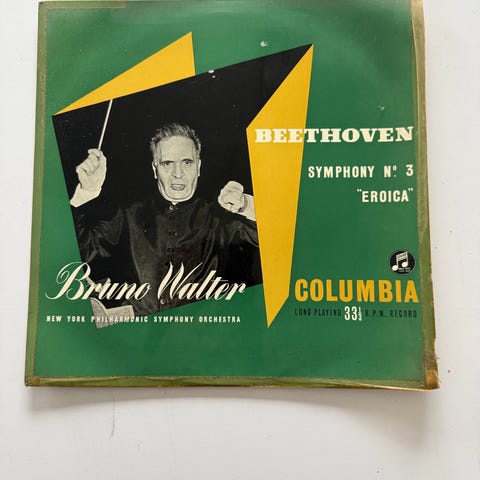 BEETHOVEN
SYMPHONY Nº. 3
"EROICA"
Bruno Walter
NEW YORK PHILHARMONIC SYMPHONY ORCHESTRA
COLUMBIA
LONG PLAYING 33⅓ R.P.M. RECORD